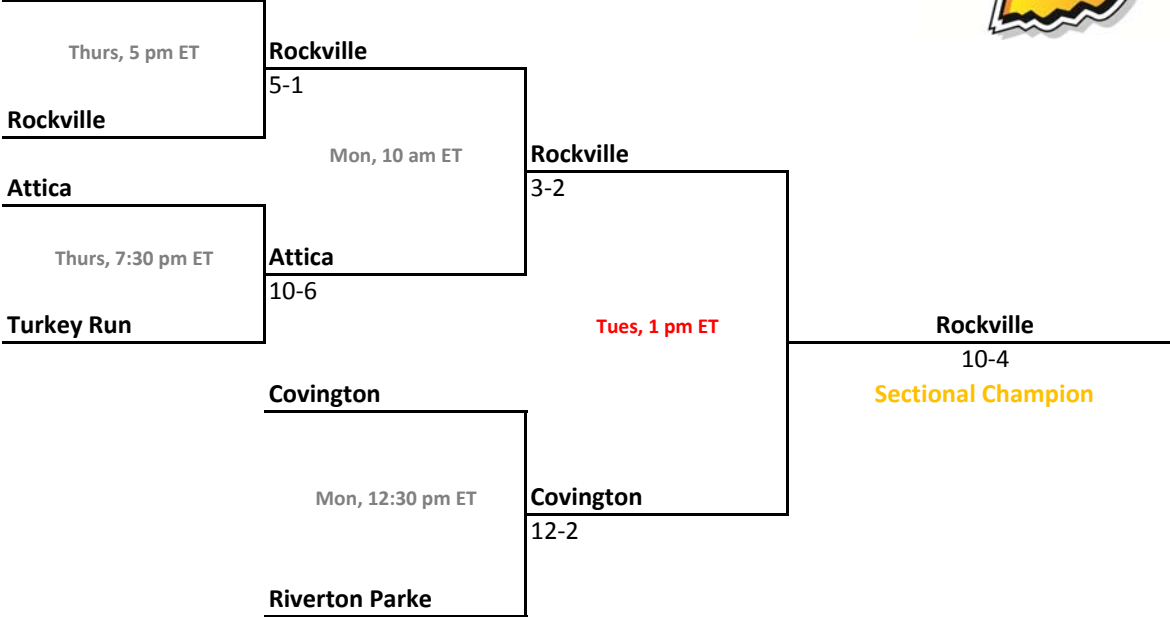 Thurs, 5 pm ET
Rockville
5-1
Rockville
Mon, 10 am ET
Rockville
3-2
Attica
Thurs, 7:30 pm ET
Attica
10-6
Turkey Run
Tues, 1 pm ET
Rockville
10-4
Sectional Champion
Covington
Mon, 12:30 pm ET
Covington
12-2
Riverton Parke